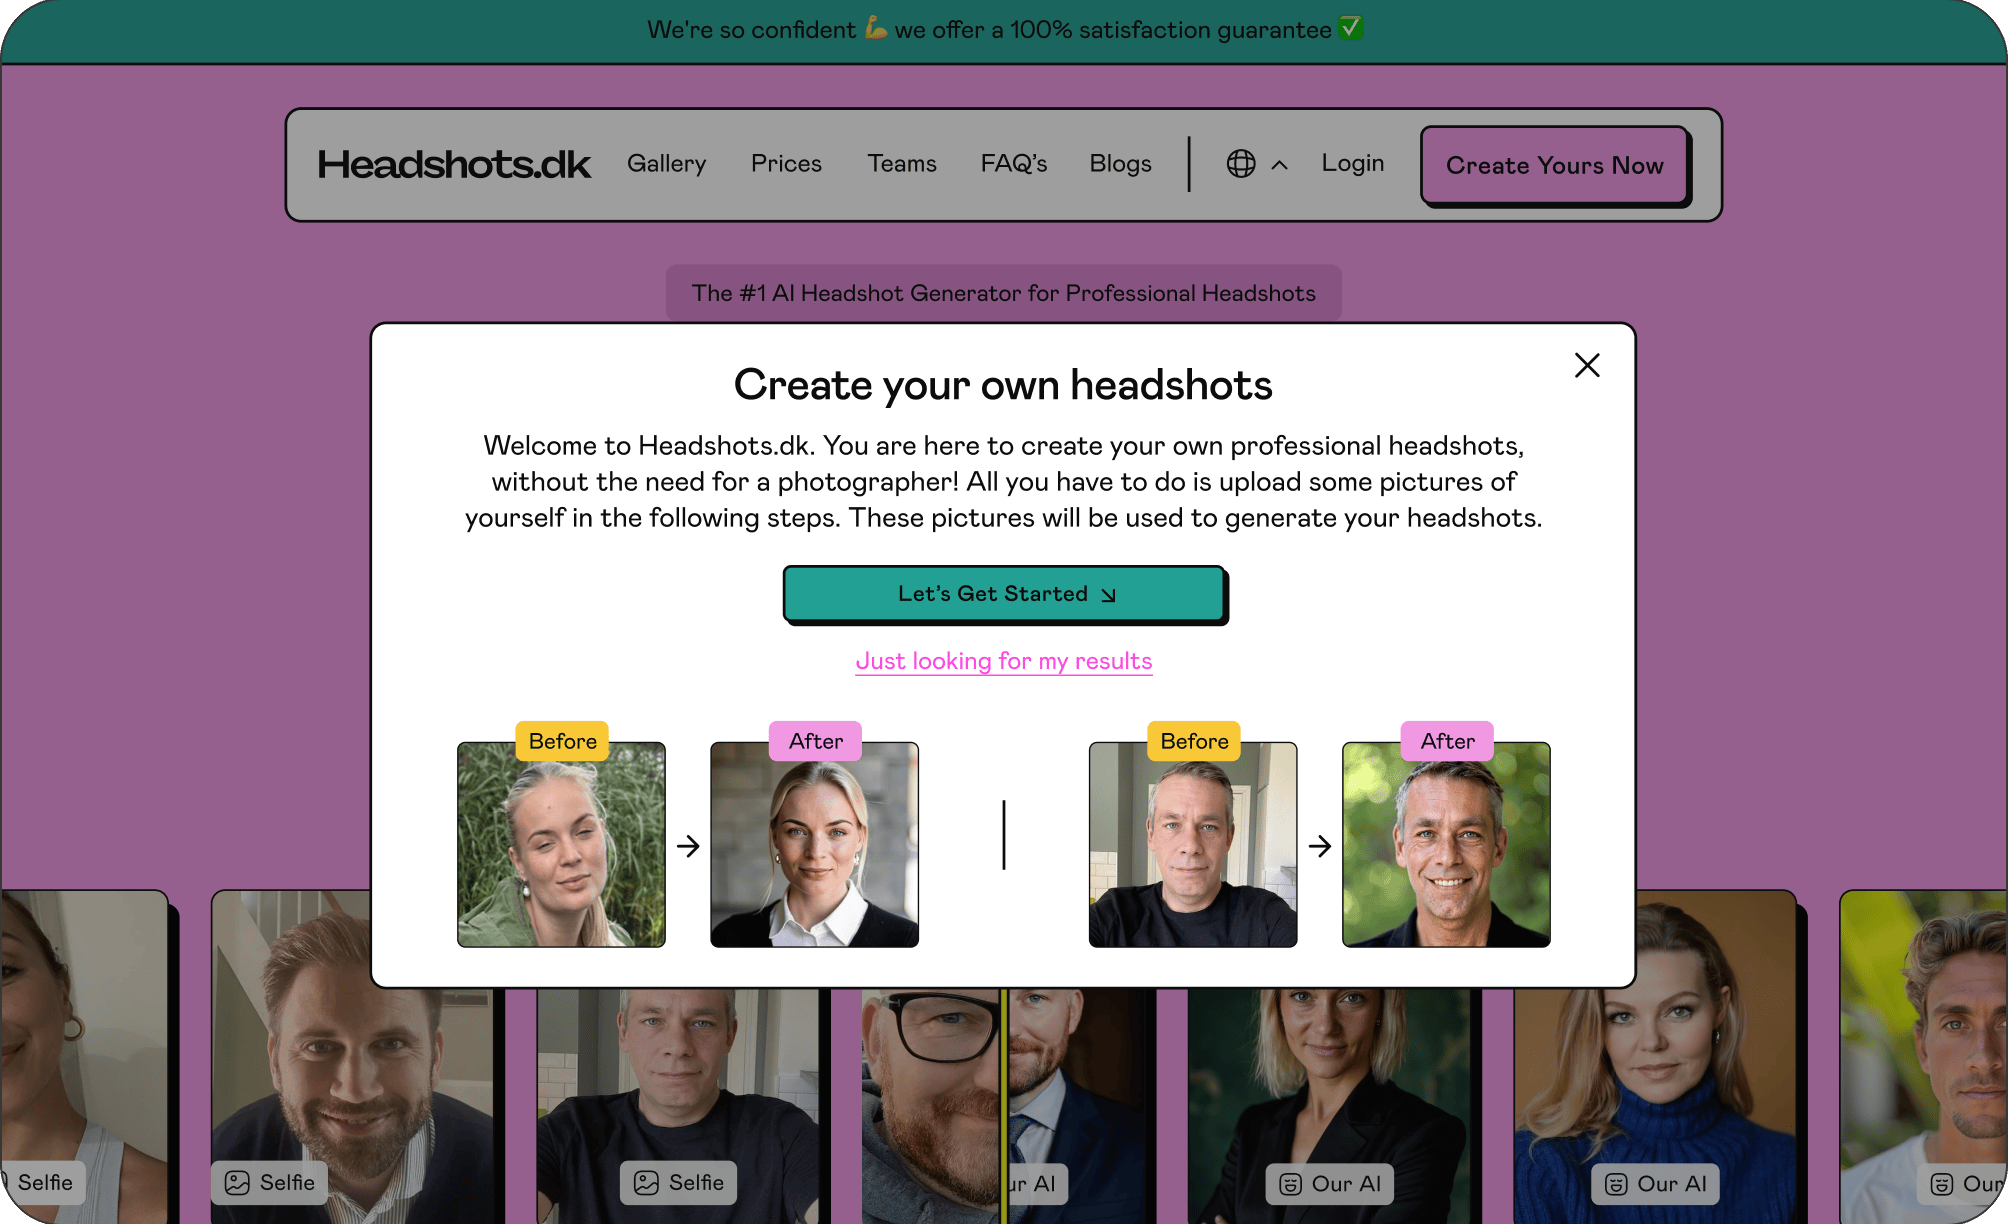 We're so confident 💪 we offer a 100% satisfaction guarantee ✅
Headshots.dk
Gallery
Prices
Teams
FAQ's
Blogs
Login
Create Yours Now
The #1 AI Headshot Generator for Professional Headshots
Create your own headshots
Welcome to Headshots.dk. You are here to create your own professional headshots,
without the need for a photographer! All you have to do is upload some pictures of
yourself in the following steps. These pictures will be used to generate your headshots.
Let's Get Started
Just looking for my results
Before
After
Before
After
Selfie
Selfie
Selfie
AI
Our AI
Our AI
Our